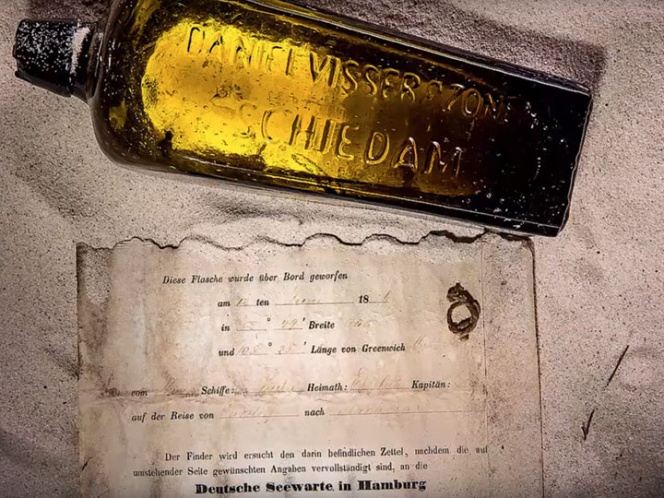 DANIEL VISSER & ZONEN
SCHIEDAM
Diese Flasche wurde über Bord geworfen
am ten 18
in ° ' Breite
und ° ' Länge von Greenwich
vom Schiffe: Heimath: Kapitän:
auf der Reise von nach
Der Finder wird ersucht den darin befindlichen Zettel, nachdem die auf
umstehender Seite gewünschten Angaben vervollständigt sind, an die
Deutsche Seewarte in Hamburg